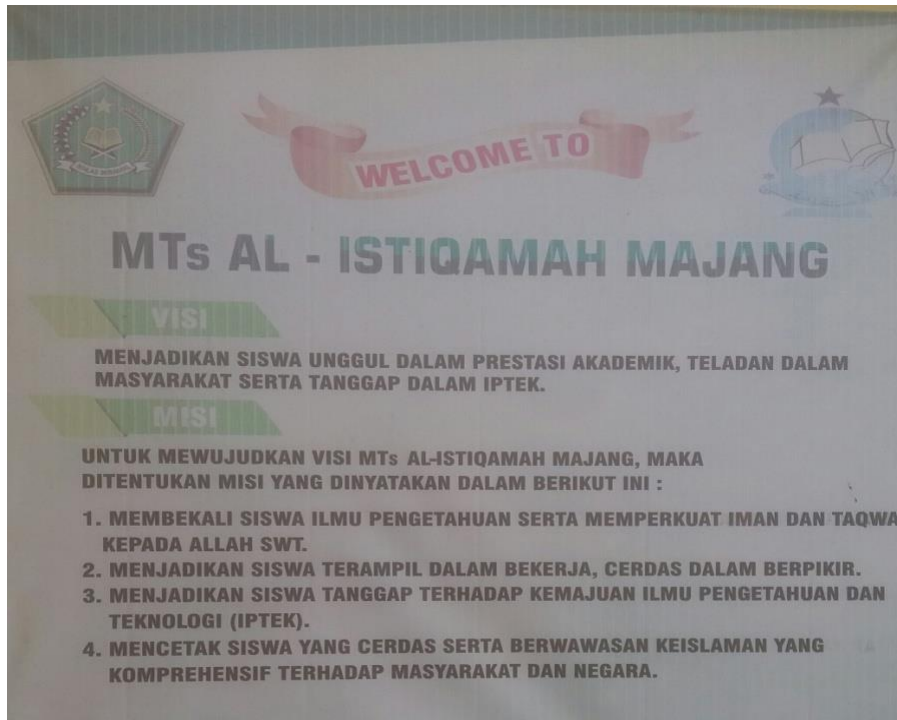 WELCOME TO
MTs AL - ISTIQAMAH MAJANG
VISI
MENJADIKAN SISWA UNGGUL DALAM PRESTASI AKADEMIK, TELADAN DALAM
MASYARAKAT SERTA TANGGAP DALAM IPTEK.
MISI
UNTUK MEWUJUDKAN VISI MTs AL-ISTIQAMAH MAJANG, MAKA
DITENTUKAN MISI YANG DINYATAKAN DALAM BERIKUT INI :
1. MEMBEKALI SISWA ILMU PENGETAHUAN SERTA MEMPERKUAT IMAN DAN TAQWA
KEPADA ALLAH SWT.
2. MENJADIKAN SISWA TERAMPIL DALAM BEKERJA, CERDAS DALAM BERPIKIR.
3. MENJADIKAN SISWA TANGGAP TERHADAP KEMAJUAN ILMU PENGETAHUAN DAN
TEKNOLOGI (IPTEK).
4. MENCETAK SISWA YANG CERDAS SERTA BERWAWASAN KEISLAMAN YANG
KOMPREHENSIF TERHADAP MASYARAKAT DAN NEGARA.